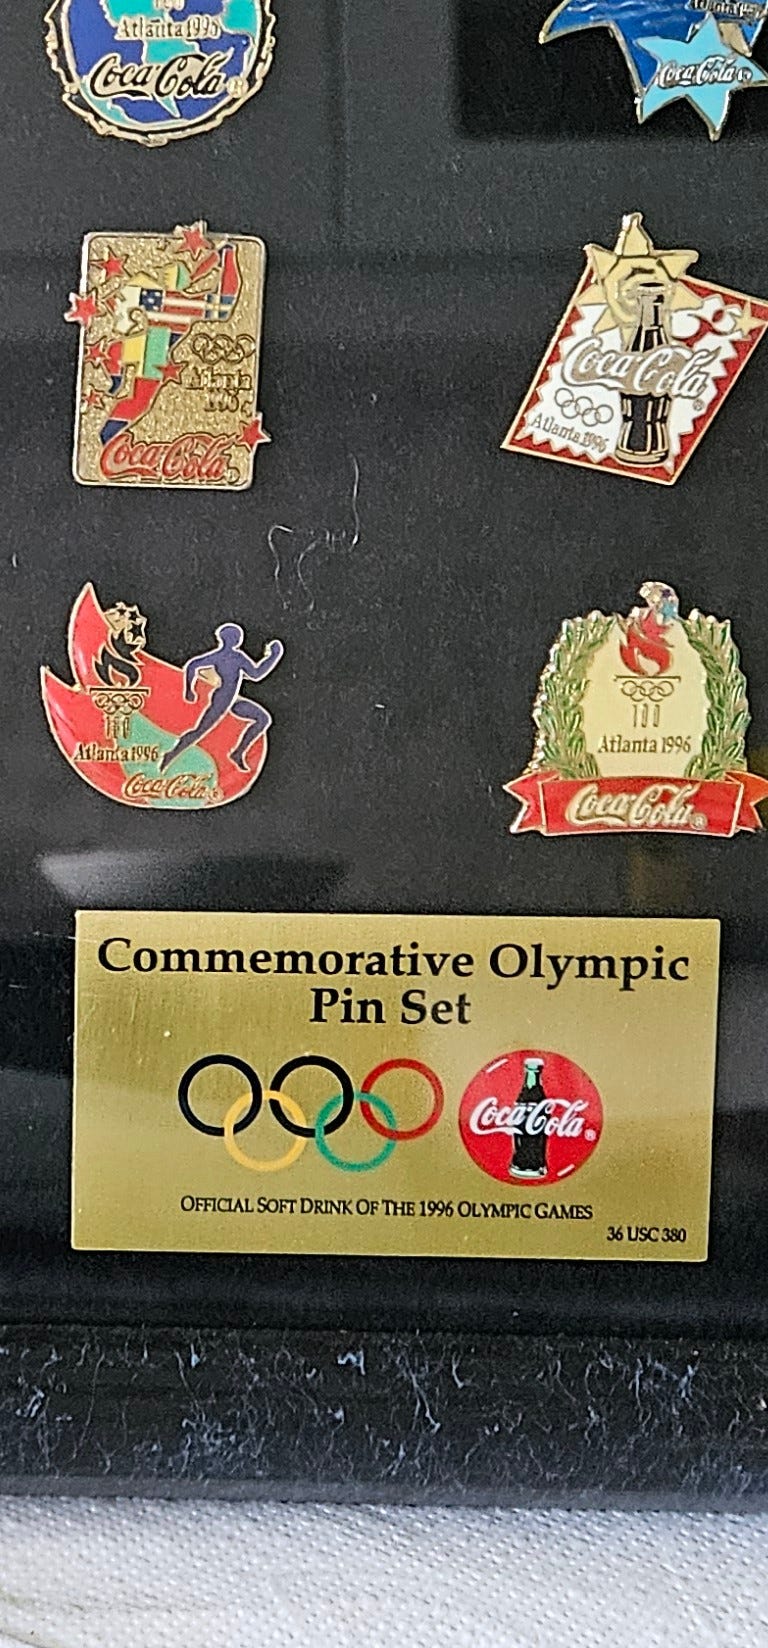 Atlanta 1996
Coca-Cola®
Coca-Cola®
Atlanta
1996
Coca-Cola®
Coca-Cola®
Atlanta 1996
Atlanta 1996
Coca-Cola®
Atlanta 1996
Coca-Cola®
Commemorative Olympic
Pin Set
Coca-Cola®
OFFICIAL SOFT DRINK OF THE 1996 OLYMPIC GAMES
36 USC 380